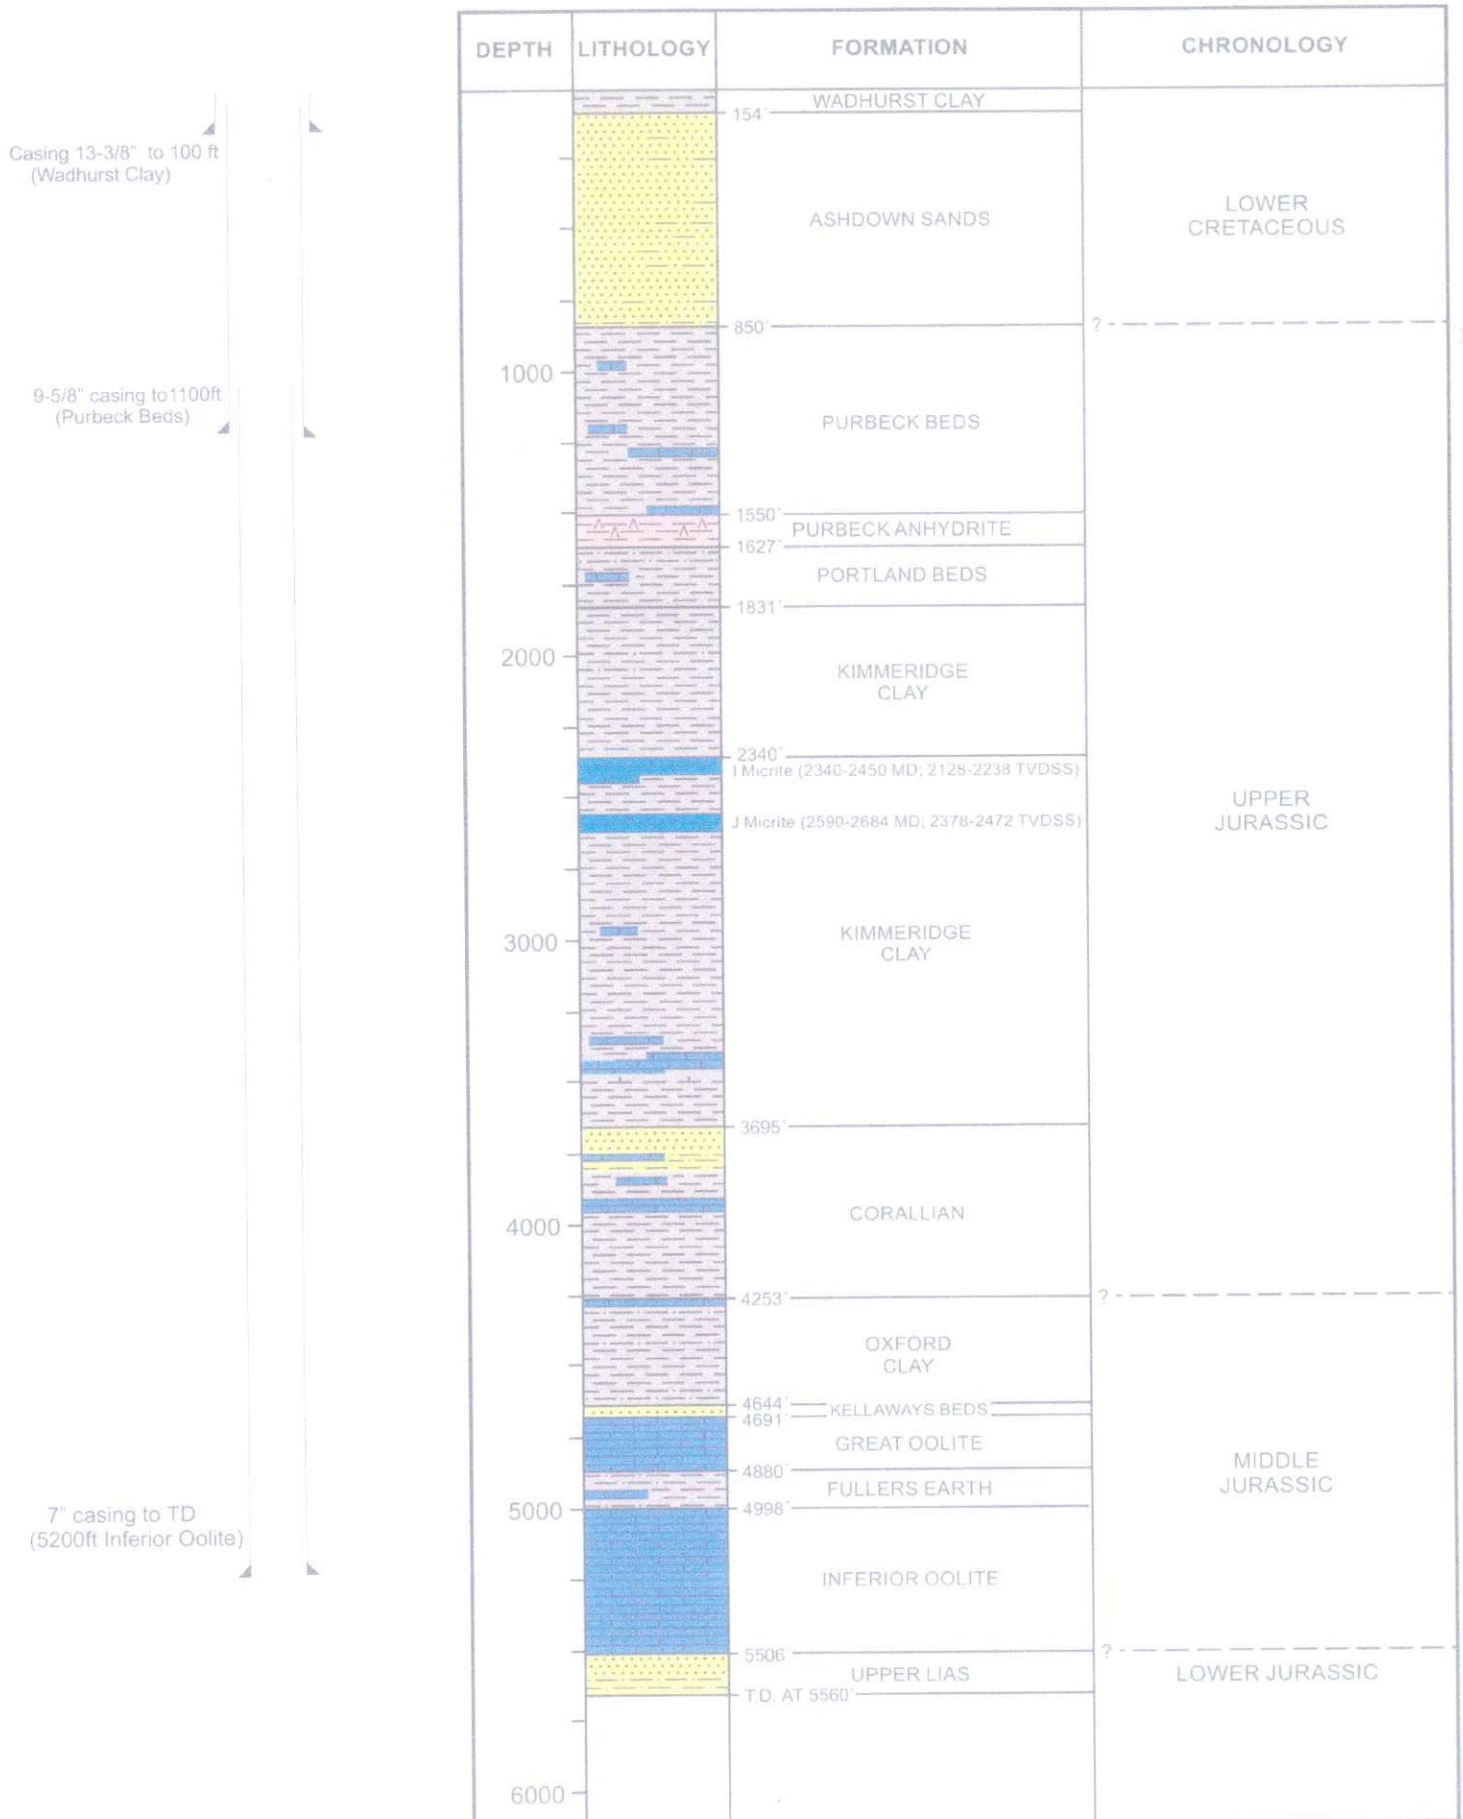 DEPTH LITHOLOGY FORMATION CHRONOLOGY
WADHURST CLAY
154'
Casing 13-3/8" to 100 ft
(Wadhurst Clay)
ASHDOWN SANDS
LOWER
CRETACEOUS
850'
?
1000
9-5/8" casing to1100ft
(Purbeck Beds)
PURBECK BEDS
1550'
PURBECK ANHYDRITE
1627'
PORTLAND BEDS
1831'
2000
KIMMERIDGE
CLAY
2340'
I Micrite (2340-2450 MD; 2128-2238 TVDSS)
UPPER
JURASSIC
J Micrite (2590-2684 MD; 2378-2472 TVDSS)
3000
KIMMERIDGE
CLAY
3695'
4000
CORALLIAN
4253'
?
OXFORD
CLAY
4644'
KELLAWAYS BEDS
4691'
GREAT OOLITE
4880'
MIDDLE
JURASSIC
FULLERS EARTH
4998'
5000
7" casing to TD
(5200ft Inferior Oolite)
INFERIOR OOLITE
5506'
?
UPPER LIAS
LOWER JURASSIC
T.D. AT 5560'
6000